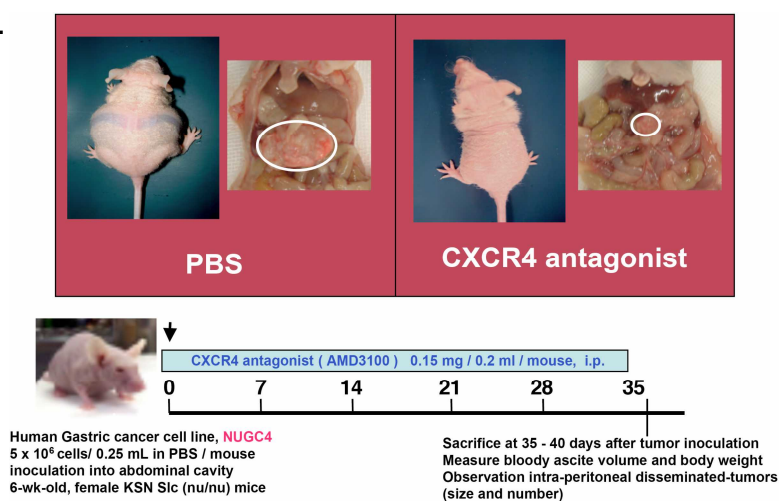 PBS
CXCR4 antagonist
CXCR4 antagonist ( AMD3100 ) 0.15 mg / 0.2 ml / mouse, i.p.
0 7 14 21 28 35
Human Gastric cancer cell line, NUGC4
5 x 10⁶ cells/ 0.25 mL in PBS / mouse
inoculation into abdominal cavity
6-wk-old, female KSN Slc (nu/nu) mice
Sacrifice at 35 - 40 days after tumor inoculation
Measure bloody ascite volume and body weight
Observation intra-peritoneal disseminated-tumors
(size and number)